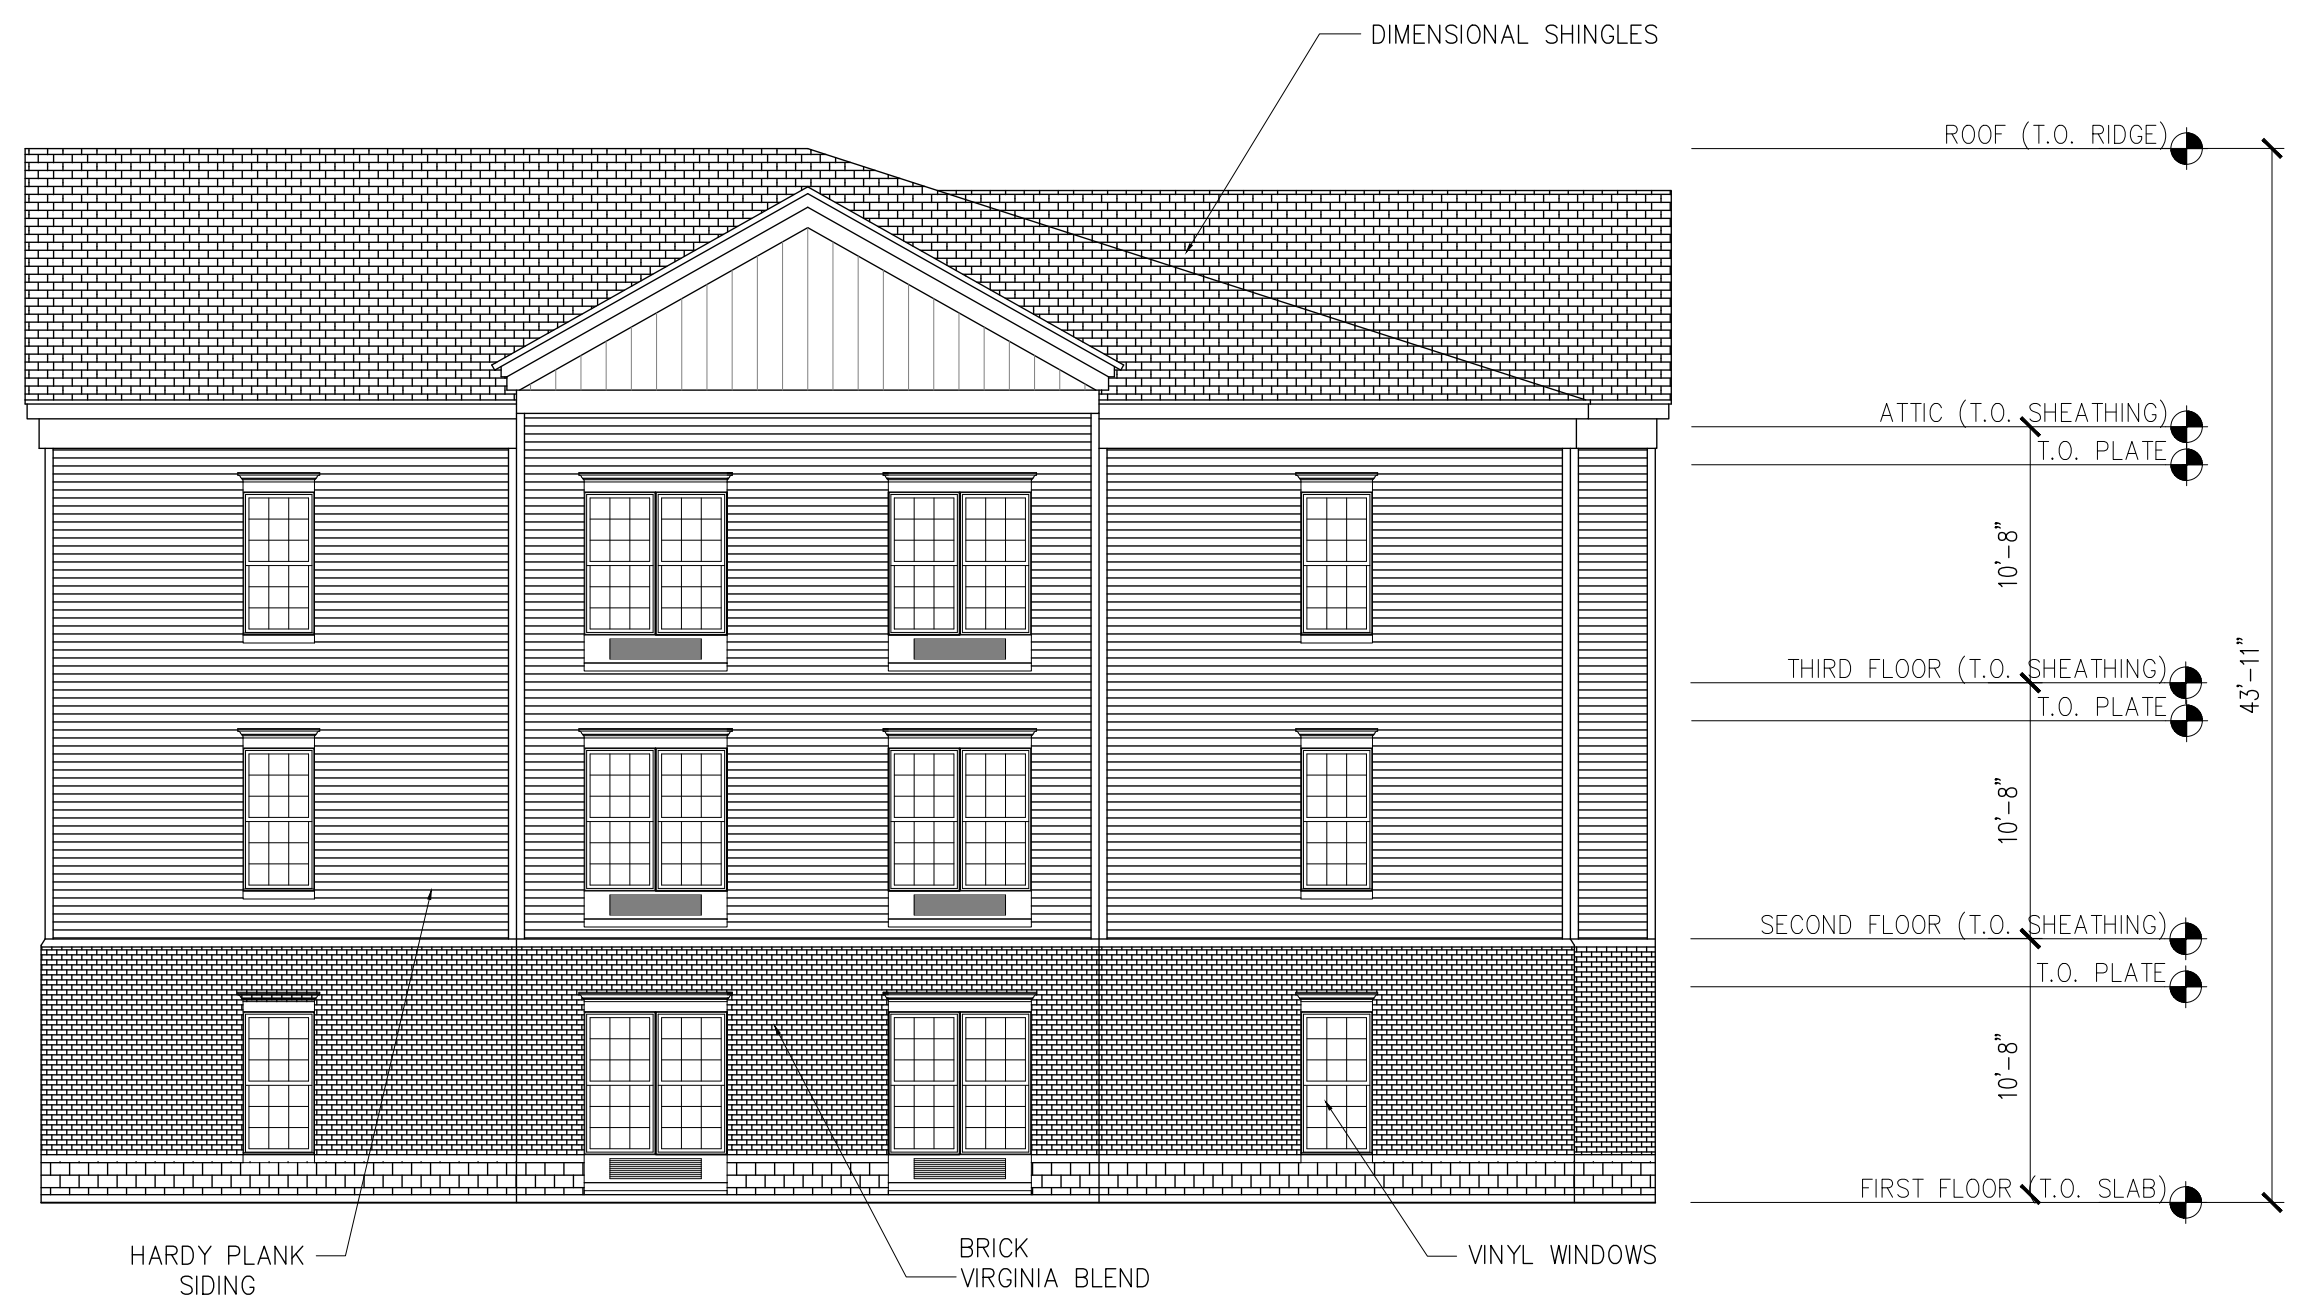 DIMENSIONAL SHINGLES
ROOF (T.O. RIDGE)
ATTIC (T.O. SHEATHING)
T.O. PLATE
10'-8"
THIRD FLOOR (T.O. SHEATHING)
43'-11"
T.O. PLATE
10'-8"
SECOND FLOOR (T.O. SHEATHING)
T.O. PLATE
10'-8"
FIRST FLOOR (T.O. SLAB)
HARDY PLANK
SIDING
BRICK
VIRGINIA BLEND
VINYL WINDOWS